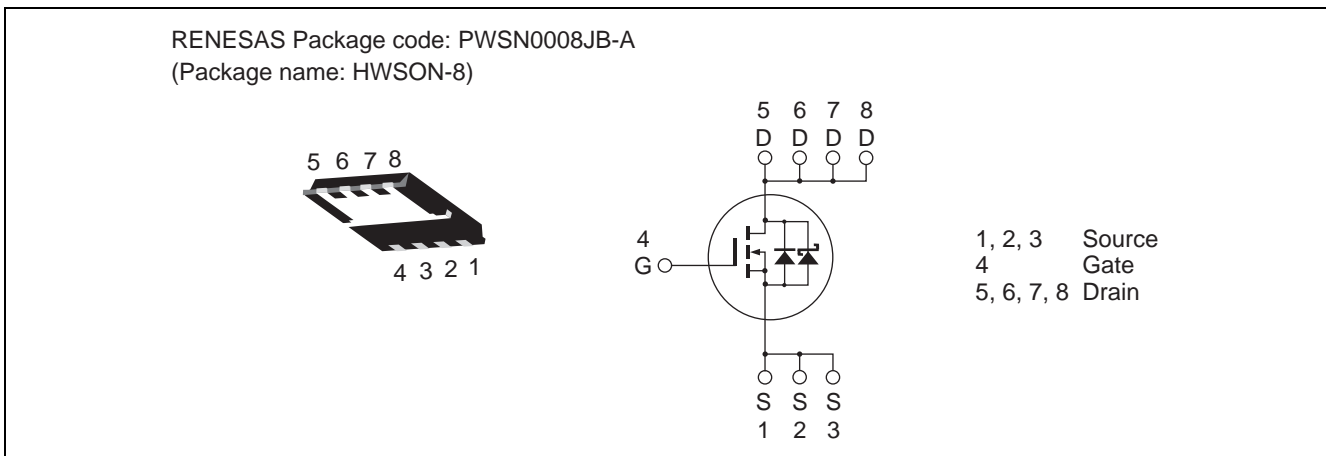 RENESAS Package code: PWSN0008JB-A
(Package name: HWSON-8)
5 6 7 8
4 3 2 1
5 6 7 8
D D D D
4
G
S S S
1 2 3
1, 2, 3 Source
4 Gate
5, 6, 7, 8 Drain